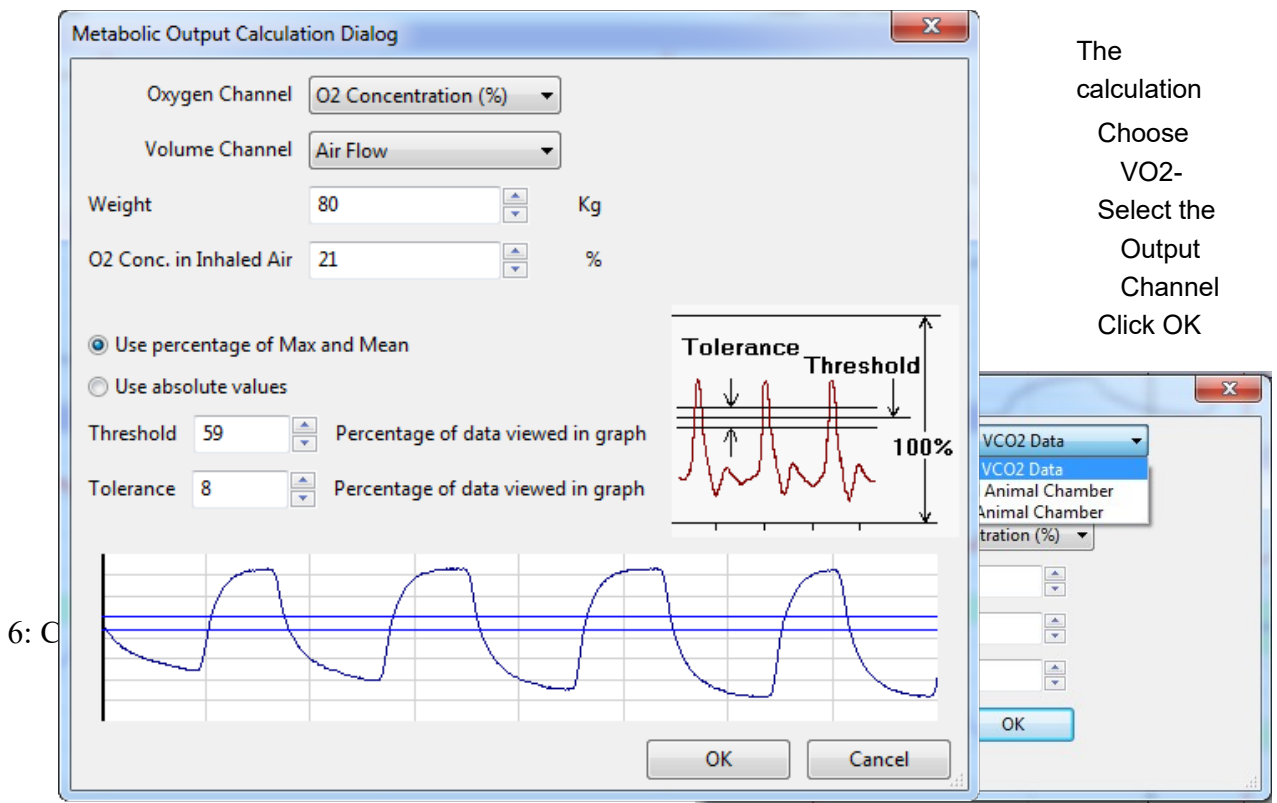 Metabolic Output Calculation Dialog
Oxygen Channel O2 Concentration (%)
Volume Channel Air Flow
Weight 80 Kg
O2 Conc. in Inhaled Air 21 %
Use percentage of Max and Mean
Use absolute values
Threshold 59 Percentage of data viewed in graph
Tolerance 8 Percentage of data viewed in graph
Tolerance
Threshold
100%
OK Cancel
The
calculation
Choose
VO2-
Select the
Output
Channel
Click OK
VCO2 Data
VCO2 Data
Animal Chamber
Animal Chamber
tration (%)
OK
6: C